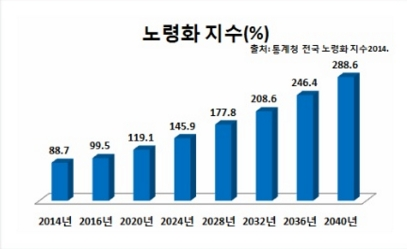 노령화 지수(%)
출처: 통계청 전국 노령화 지수2014.
88.7 99.5 119.1 145.9 177.8 208.6 246.4 288.6
2014년 2016년 2020년 2024년 2028년 2032년 2036년 2040년